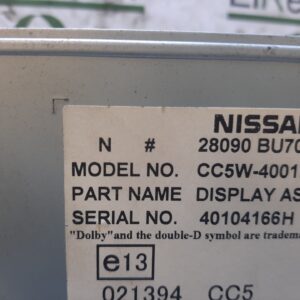 NISSAN
N # 28090 BU70
MODEL NO. CC5W-4001
PART NAME DISPLAY AS
SERIAL NO. 40104166H
"Dolby" and the double-D symbol are tradem
e13
021394 CC5